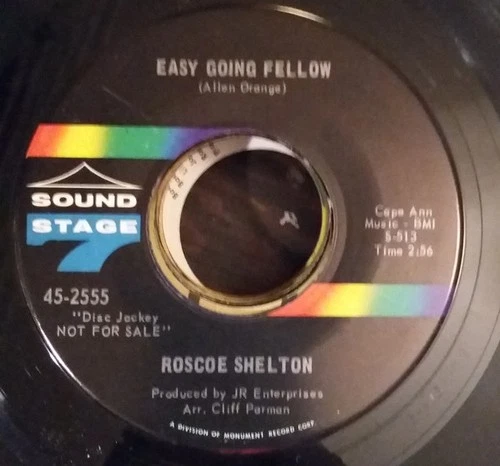 EASY GOING FELLOW
(Allen Orange)
SOUND
STAGE
7
Cape Ann
Music - BMI
S-513
Time 2:56
45-2555
"Disc Jockey
NOT FOR SALE"
ROSCOE SHELTON
Produced by JR Enterprises
Arr. Cliff Parman
A DIVISION OF MONUMENT RECORD CORP.